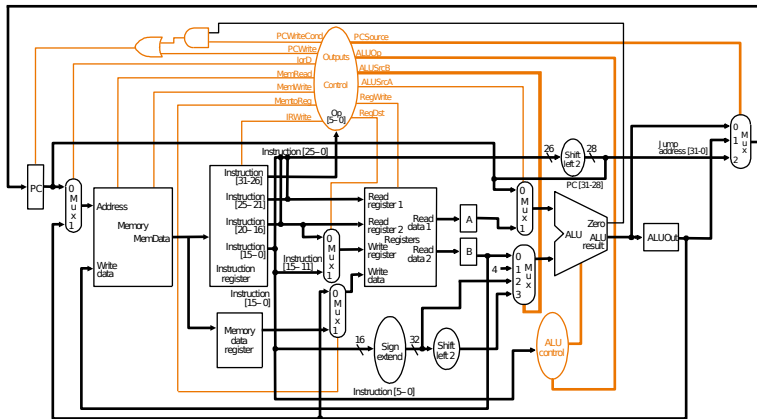 PCWriteCond
PCSource
PCWrite
Outputs
ALUOp
IorD
ALUSrcB
MemRead
Control
ALUSrcA
MemWrite
RegWrite
MemtoReg
Op
[5–0]
RegDst
IRWrite
Instruction [25–0]
26
Shift
left 2
28
Jump
address [31-0]
0
1
2
Mux
PC [31-28]
PC
0
Mux
1
Address
Memory
MemData
Write
data
Instruction
[31-26]
Instruction
[25–21]
Instruction
[20–16]
Instruction
[15–0]
Instruction
register
Instruction
[15–0]
Instruction
[15–11]
Memory
data
register
0
Mux
1
0
Mux
1
Read
register 1
Read
register 2
Write
register
Write
data
Registers
Read
data 1
Read
data 2
A
B
4
0
Mux
1
0
1
2
3
Mux
Zero
ALU
ALU
result
ALUOut
16
Sign
extend
32
Shift
left 2
ALU
control
Instruction [5–0]